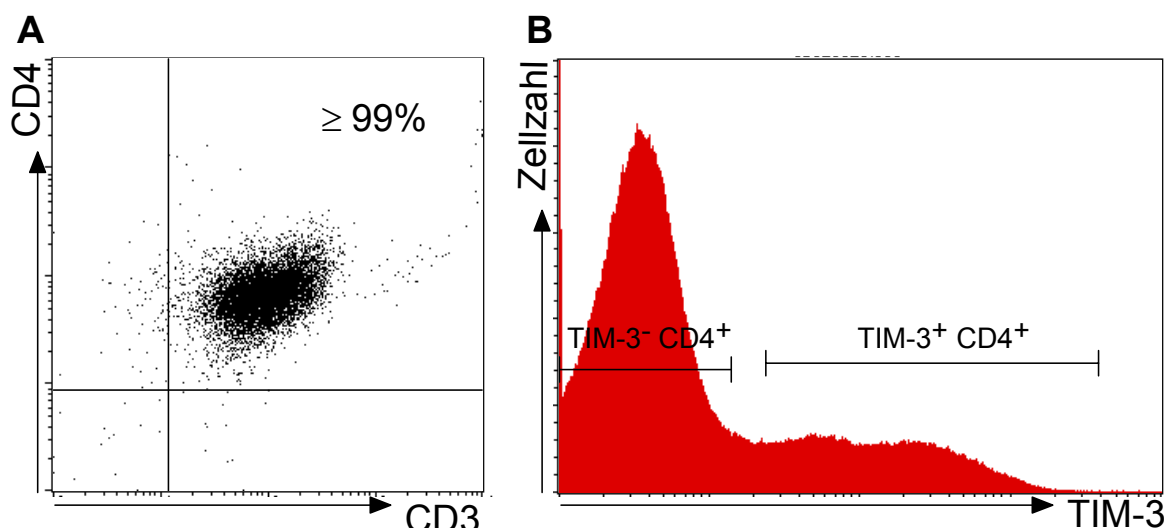 A
CD4
≥ 99%
CD3
B
Zellzahl
TIM-3⁻ CD4⁺
TIM-3⁺ CD4⁺
TIM-3